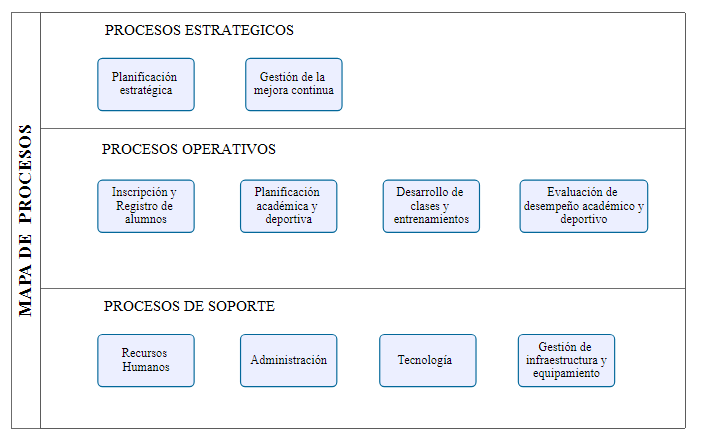 MAPA DE PROCESOS
PROCESOS ESTRATEGICOS
Planificación
estratégica
Gestión de la
mejora continua
PROCESOS OPERATIVOS
Inscripción y
Registro de
alumnos
Planificación
académica y
deportiva
Desarrollo de
clases y
entrenamientos
Evaluación de
desempeño académico y
deportivo
PROCESOS DE SOPORTE
Recursos
Humanos
Administración
Tecnología
Gestión de
infraestructura y
equipamiento